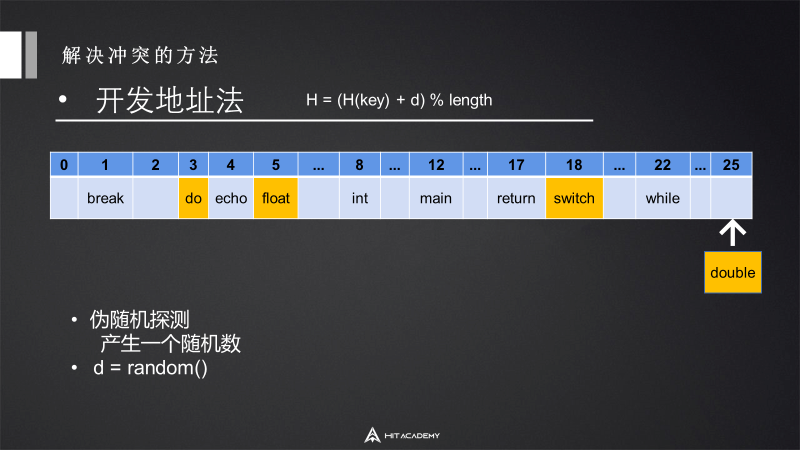 解决冲突的方法
• 开发地址法 H = (H(key) + d) % length
0 1 2 3 4 5 ... 8 ... 12 ... 17 18 ... 22 ... 25
break do echo float int main return switch while
double
• 伪随机探测
产生一个随机数
• d = random()
HIT ACADEMY